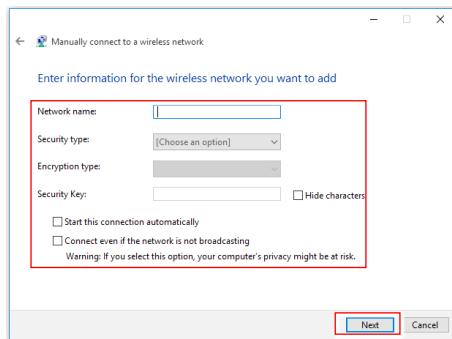 Manually connect to a wireless network
Enter information for the wireless network you want to add
Network name:
Security type: [Choose an option]
Encryption type:
Security Key: Hide characters
Start this connection automatically
Connect even if the network is not broadcasting
Warning: If you select this option, your computer's privacy might be at risk.
Next Cancel